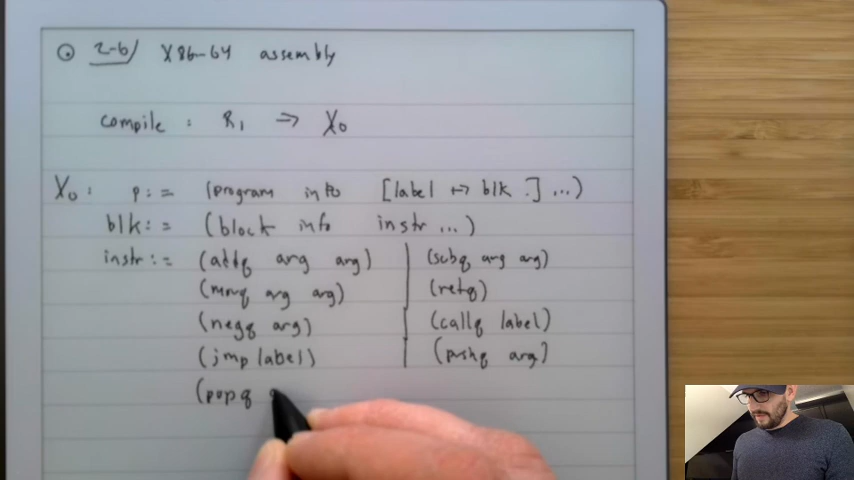 ⊙ 2-6/ X86-64 assembly
compile : R₁ ⇒ X₀
X₀: p:= (program info [label ↦ blk .] ...)
blk:= (block info instr ...)
instr:= (addq arg arg) | (subq arg arg)
(movq arg arg) | (retq)
(negq arg) | (callq label)
(jmp label) | (pushq arg)
(popq